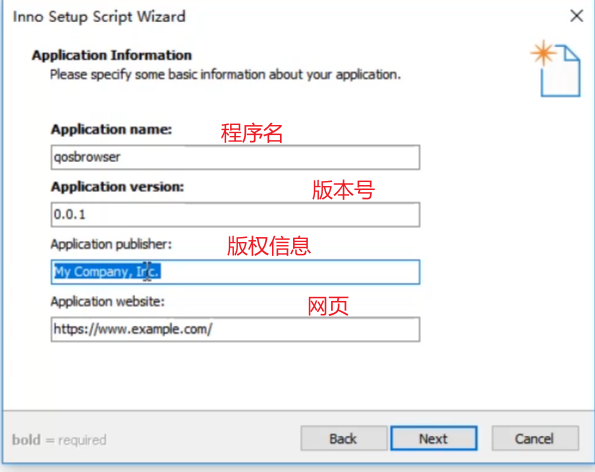 Inno Setup Script Wizard
Application Information
Please specify some basic information about your application.
Application name: 程序名
qosbrowser
Application version: 版本号
0.0.1
Application publisher: 版权信息
My Company, Inc.
Application website: 网页
https://www.example.com/
bold = required
Back Next Cancel